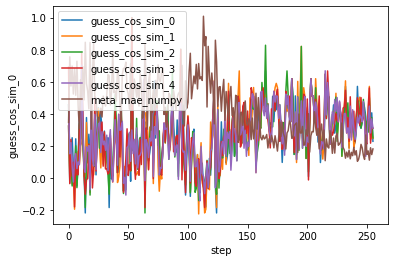 guess_cos_sim_0
guess_cos_sim_1
guess_cos_sim_2
guess_cos_sim_3
guess_cos_sim_4
meta_mae_numpy
guess_cos_sim_0
1.0
0.8
0.6
0.4
0.2
0.0
−0.2
0 50 100 150 200 250
step